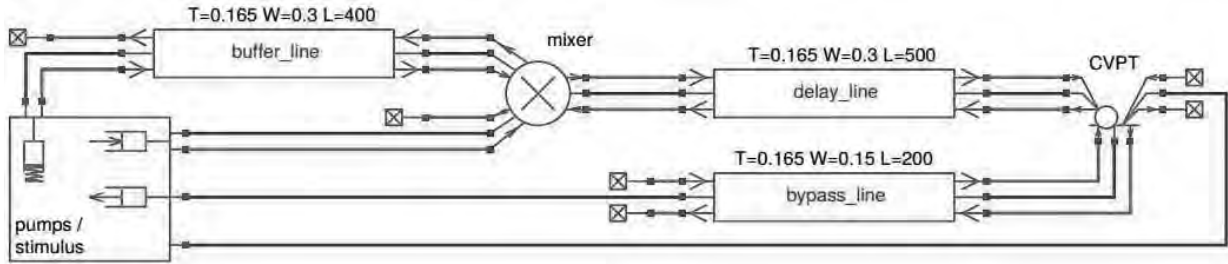 T=0.165 W=0.3 L=400
buffer_line
mixer
T=0.165 W=0.3 L=500
delay_line
CVPT
T=0.165 W=0.15 L=200
bypass_line
pumps /
stimulus